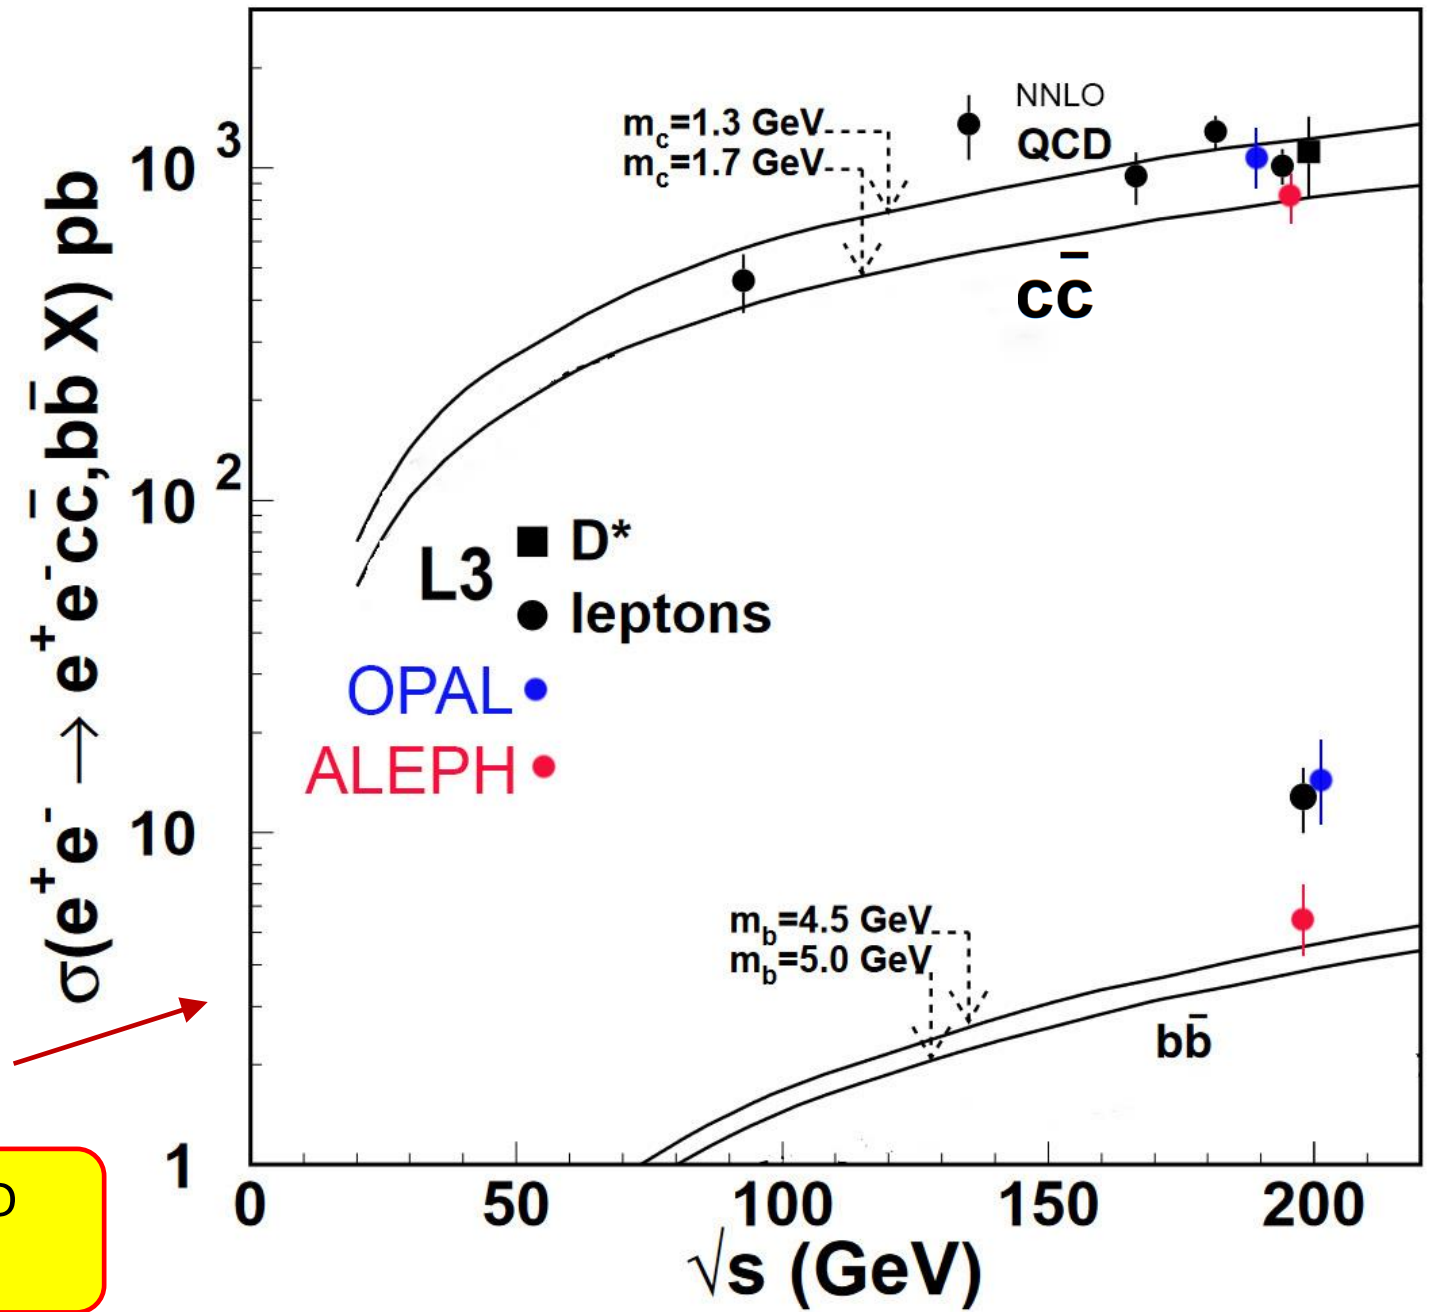 σ(e⁺e⁻ → e⁺e⁻cc̄,bb̄ X) pb
10³
10²
10
1
m_c=1.3 GeV
m_c=1.7 GeV
NNLO
QCD
cc̄
L3
D*
leptons
OPAL
ALEPH
m_b=4.5 GeV
m_b=5.0 GeV
bb̄
0 50 100 150 200
√s (GeV)